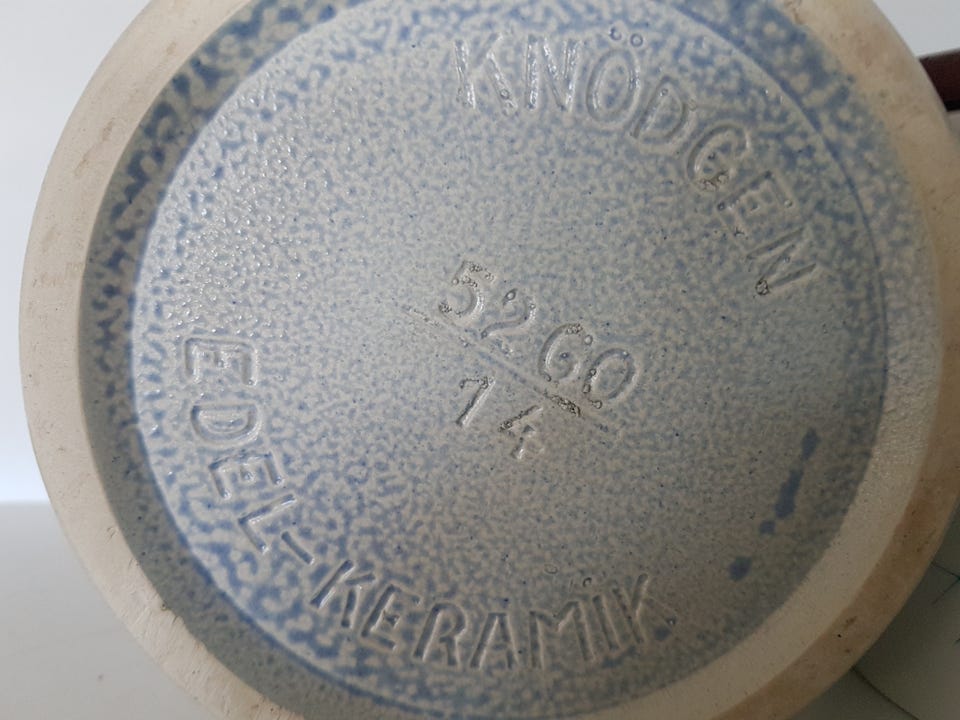 KNÖDGEN
5260
14
EDEL-KERAMIK